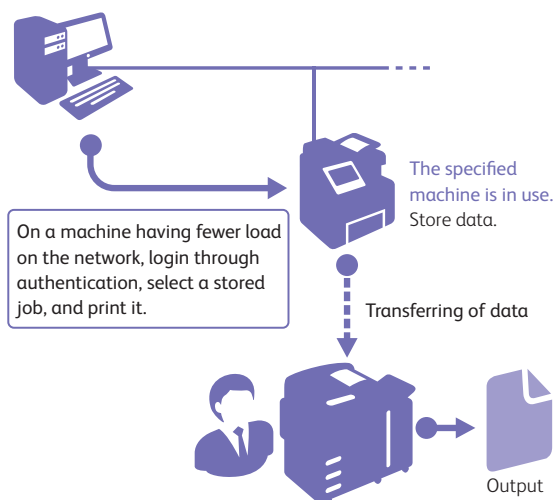 The specified
machine is in use.
Store data.
On a machine having fewer load
on the network, login through
authentication, select a stored
job, and print it.
Transferring of data
Output